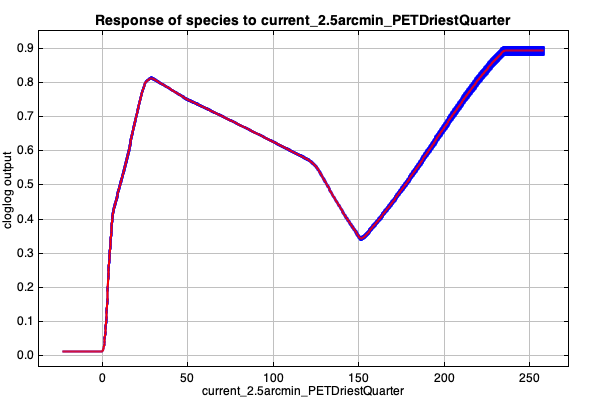 Response of species to current_2.5arcmin_PETDriestQuarter
0.9
0.8
0.7
0.6
0.5
0.4
0.3
0.2
0.1
0.0
cloglog output
0 50 100 150 200 250
current_2.5arcmin_PETDriestQuarter